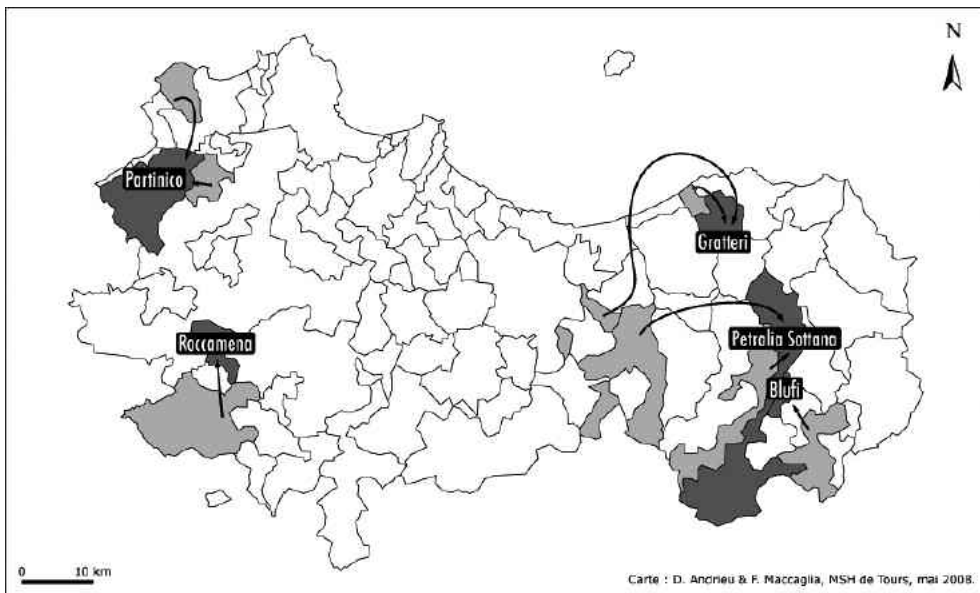 N
Partinico
Gratteri
Roccamena
Petralia Sottana
Blufi
0 10 km
Carte : D. Andrieu & F. Maccaglia, MSH de Tours, mai 2008.